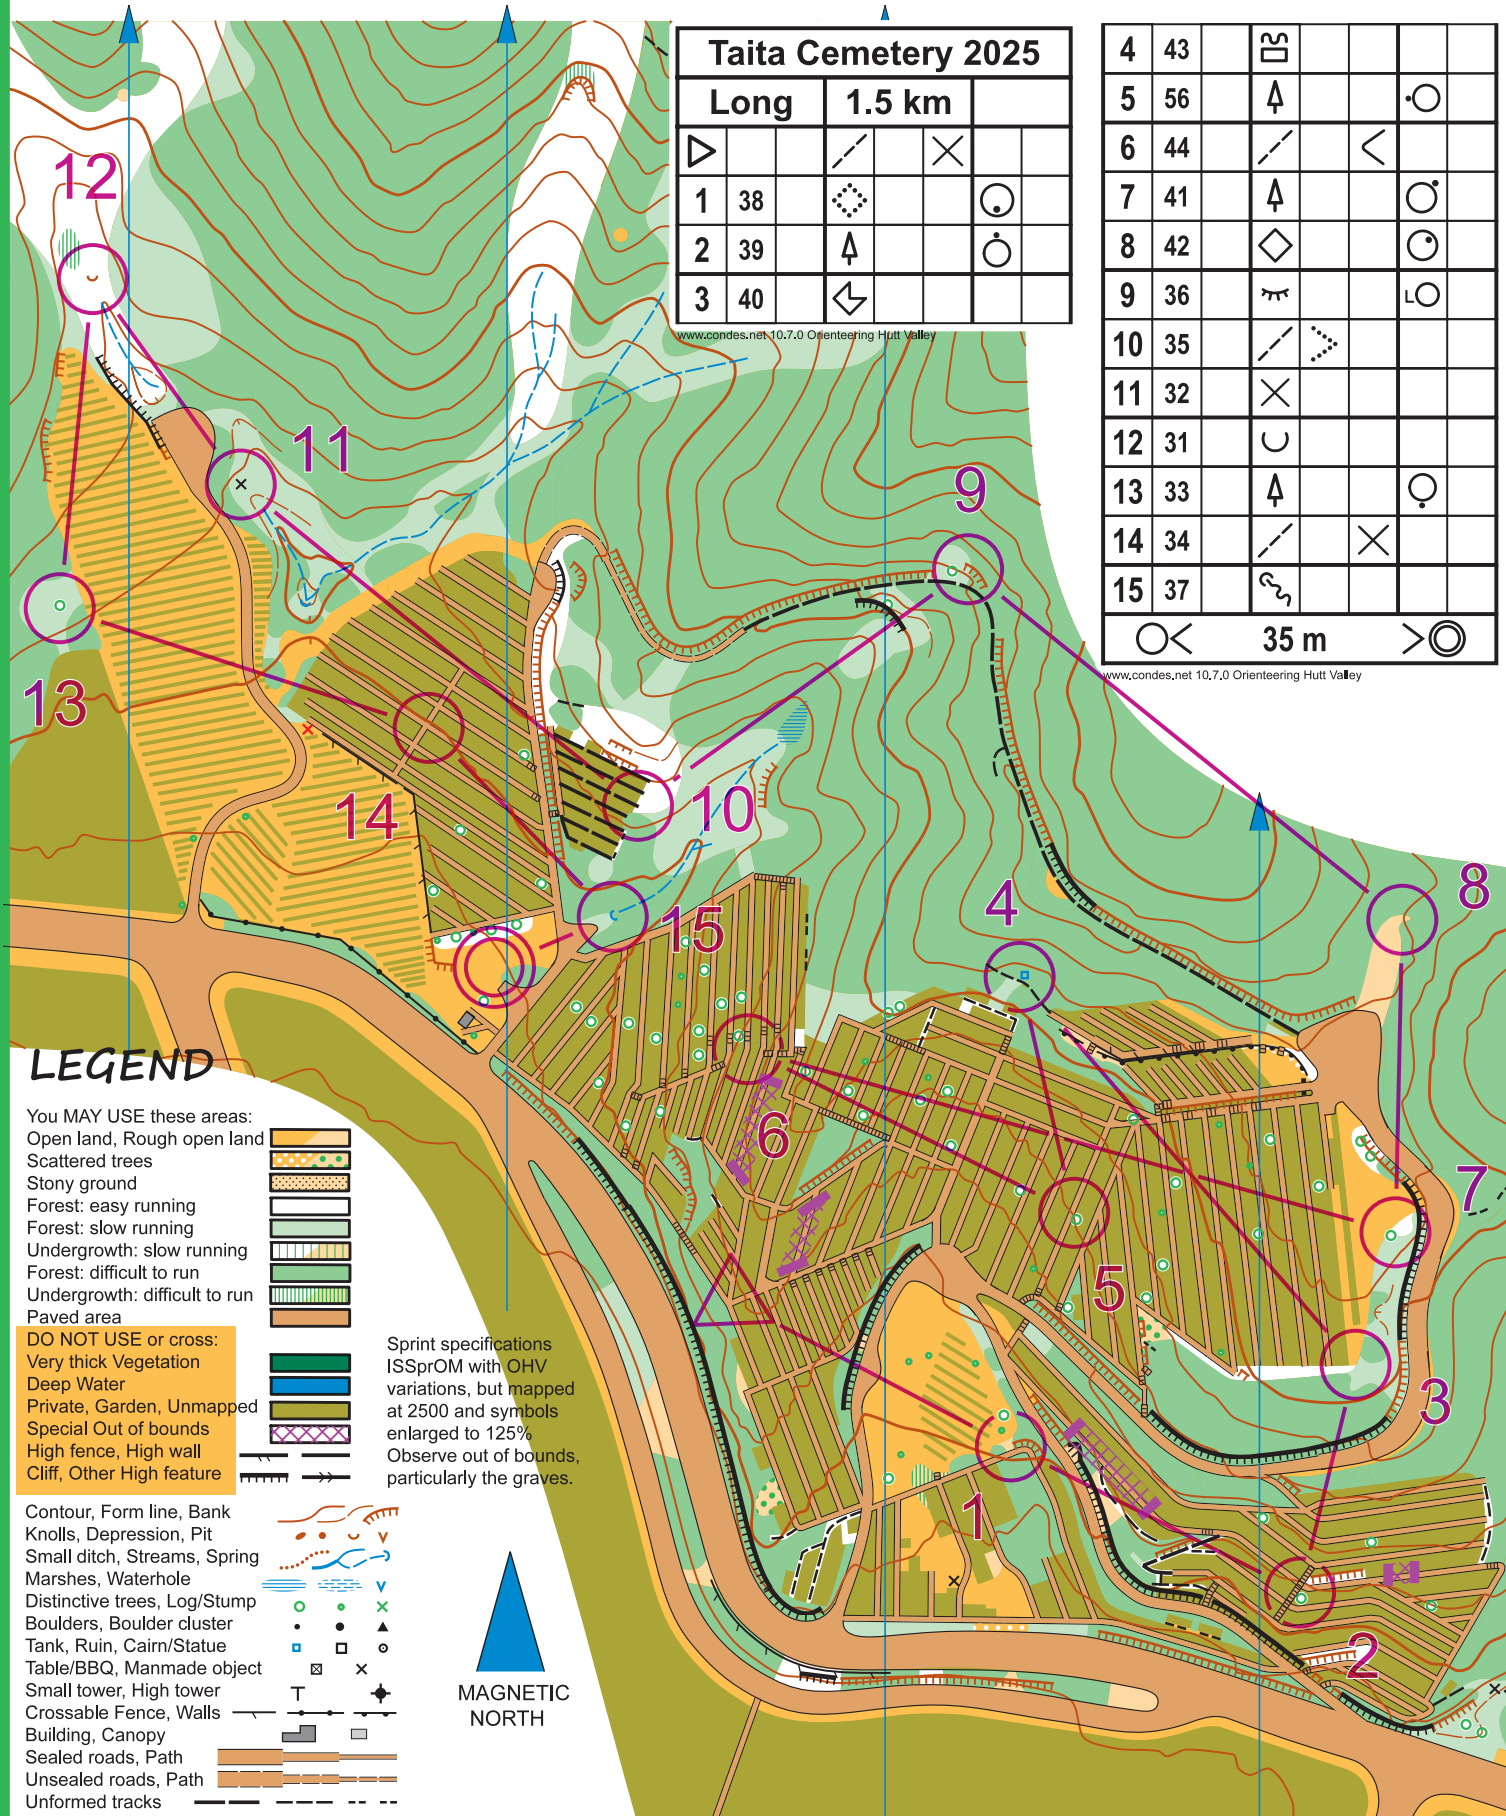 Taita Cemetery 2025
Long 1.5 km
1 38
2 39
3 40
www.condes.net 10.7.0 Orienteering Hutt Valley
4 43
5 56
6 44
7 41
8 42
9 36
10 35
11 32
12 31
13 33
14 34
15 37
35 m
www.condes.net 10.7.0 Orienteering Hutt Valley
12
11
9
13
14
10
8
4
15
6
7
5
3
1
2
LEGEND
You MAY USE these areas:
Open land, Rough open land
Scattered trees
Stony ground
Forest: easy running
Forest: slow running
Undergrowth: slow running
Forest: difficult to run
Undergrowth: difficult to run
Paved area
DO NOT USE or cross:
Very thick Vegetation
Deep Water
Private, Garden, Unmapped
Special Out of bounds
High fence, High wall
Cliff, Other High feature
Contour, Form line, Bank
Knolls, Depression, Pit
Small ditch, Streams, Spring
Marshes, Waterhole
Distinctive trees, Log/Stump
Boulders, Boulder cluster
Tank, Ruin, Cairn/Statue
Table/BBQ, Manmade object
Small tower, High tower
Crossable Fence, Walls
Building, Canopy
Sealed roads, Path
Unsealed roads, Path
Unformed tracks
Sprint specifications
ISSprOM with OHV
variations, but mapped
at 2500 and symbols
enlarged to 125%
Observe out of bounds,
particularly the graves.
MAGNETIC
NORTH